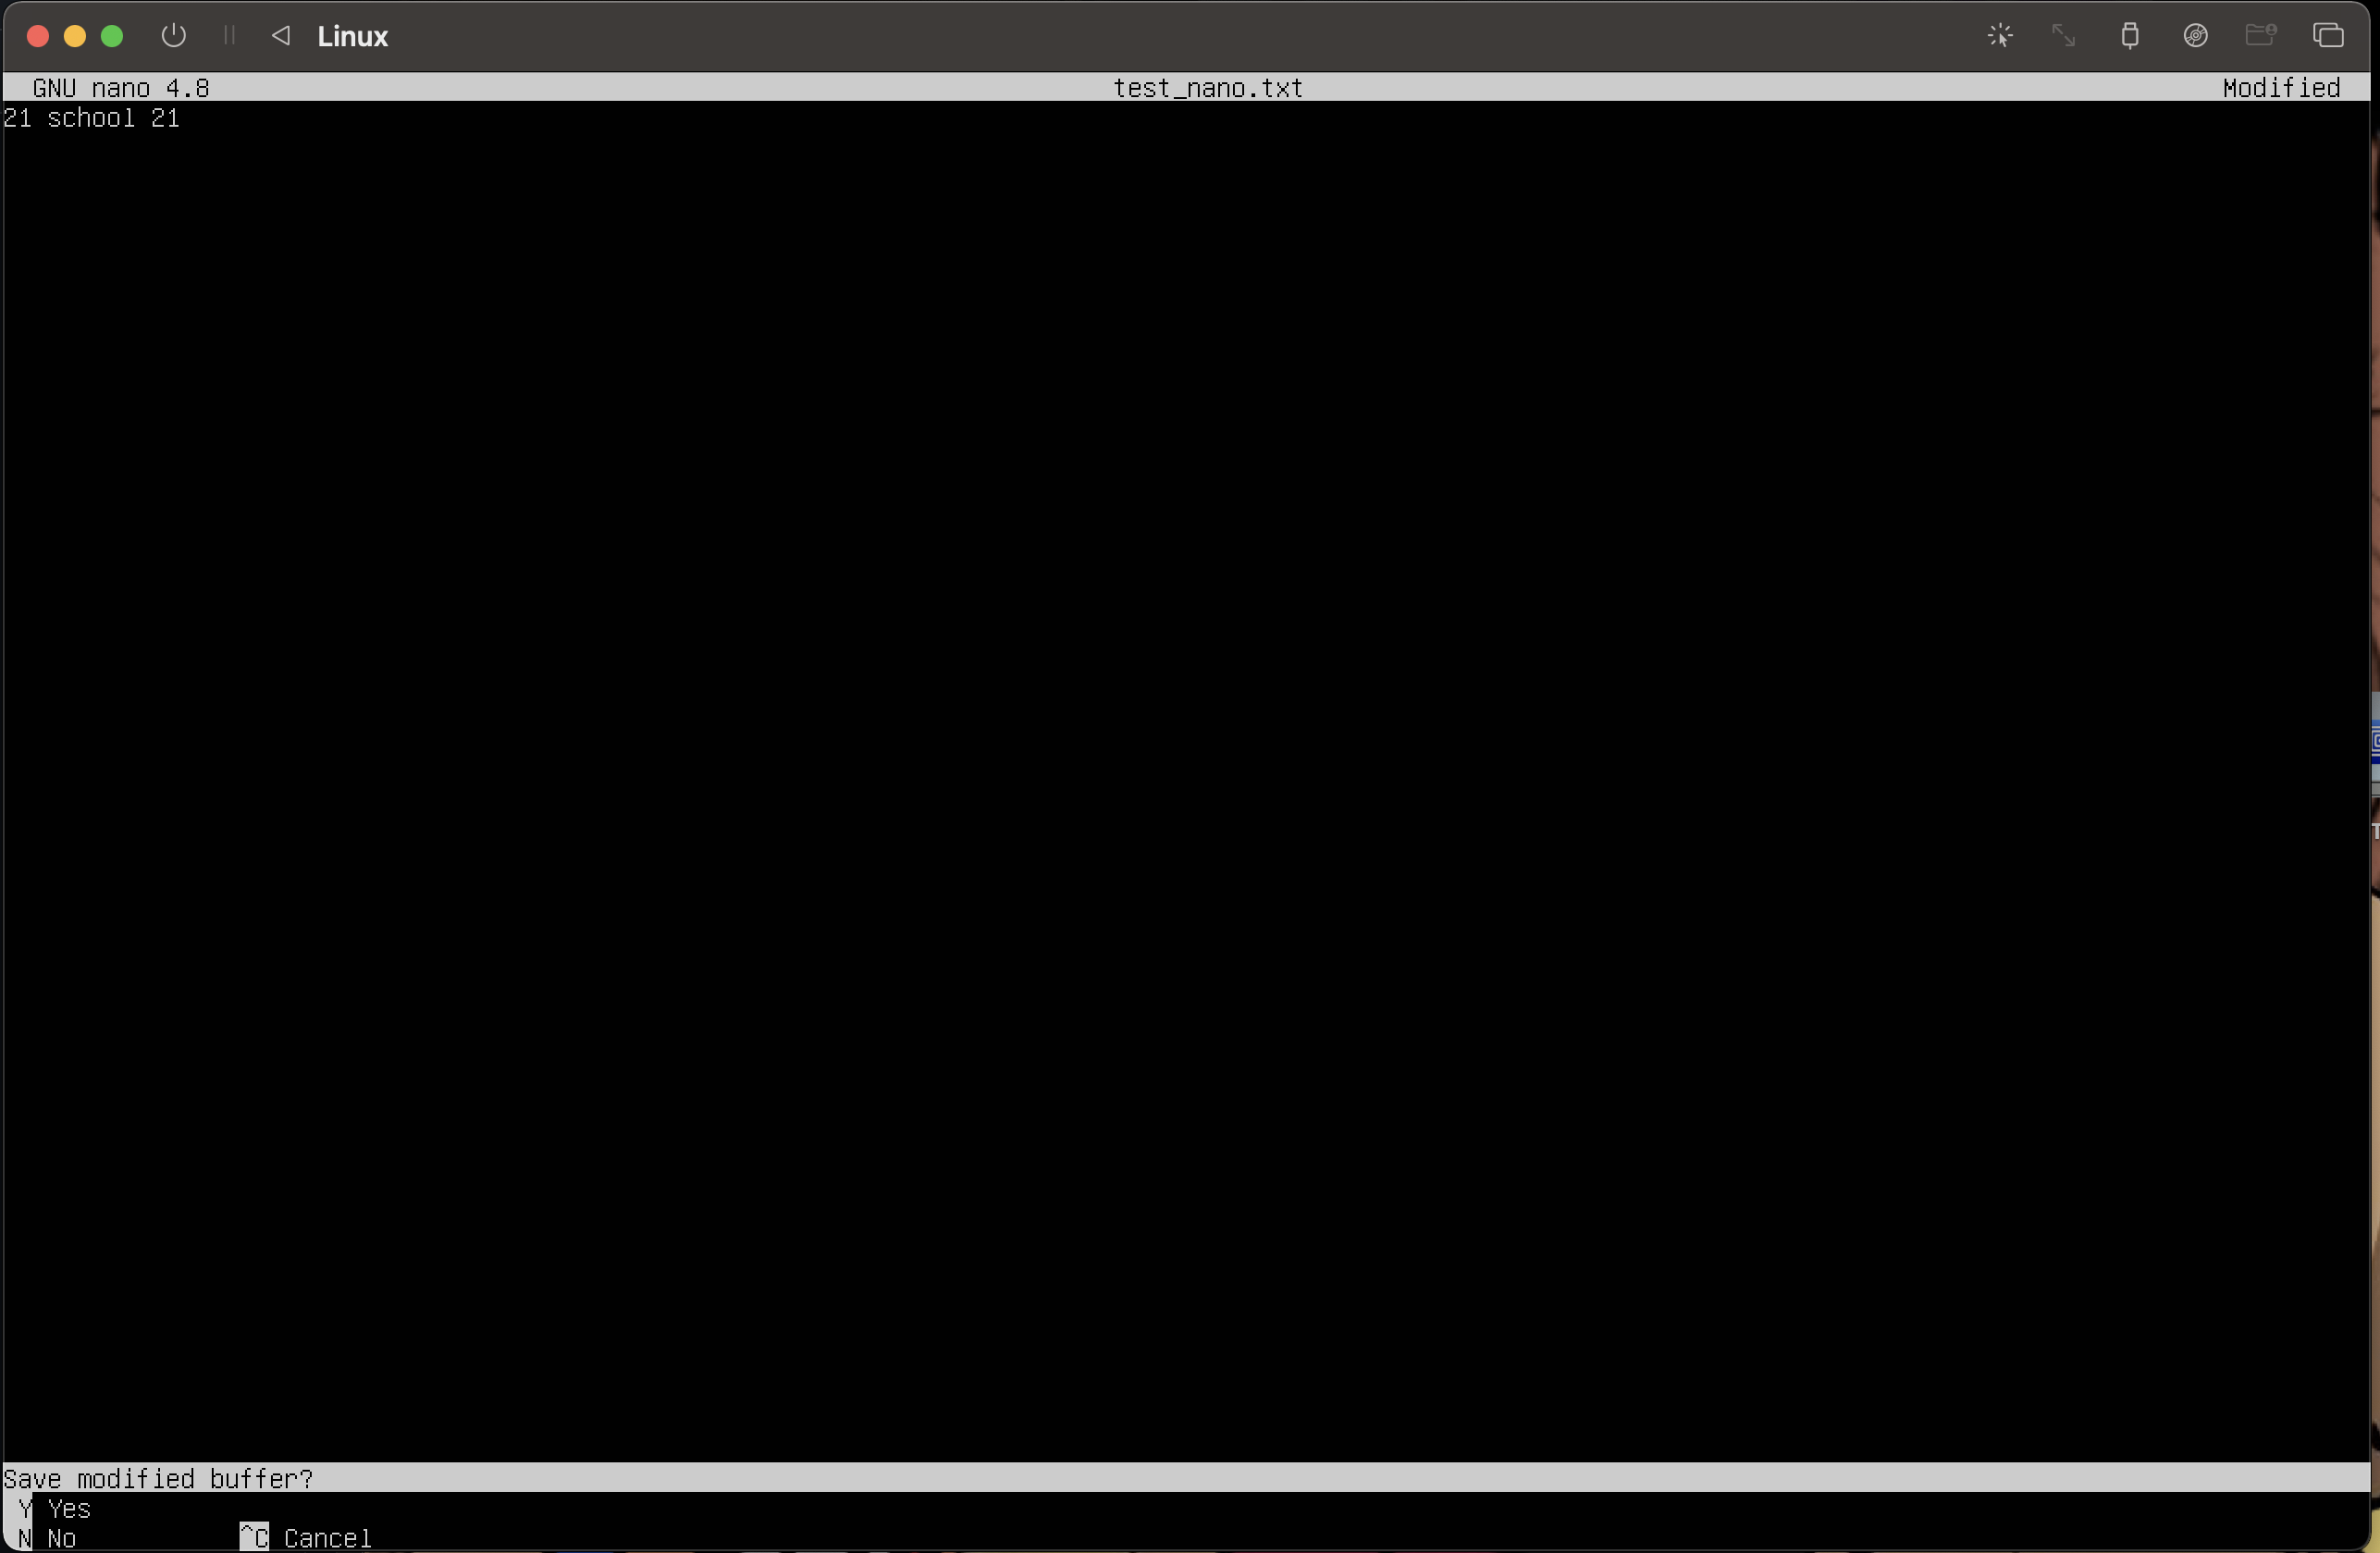 Linux
GNU nano 4.8 test_nano.txt Modified
21 school 21
Save modified buffer?
Y Yes
N No ^C Cancel